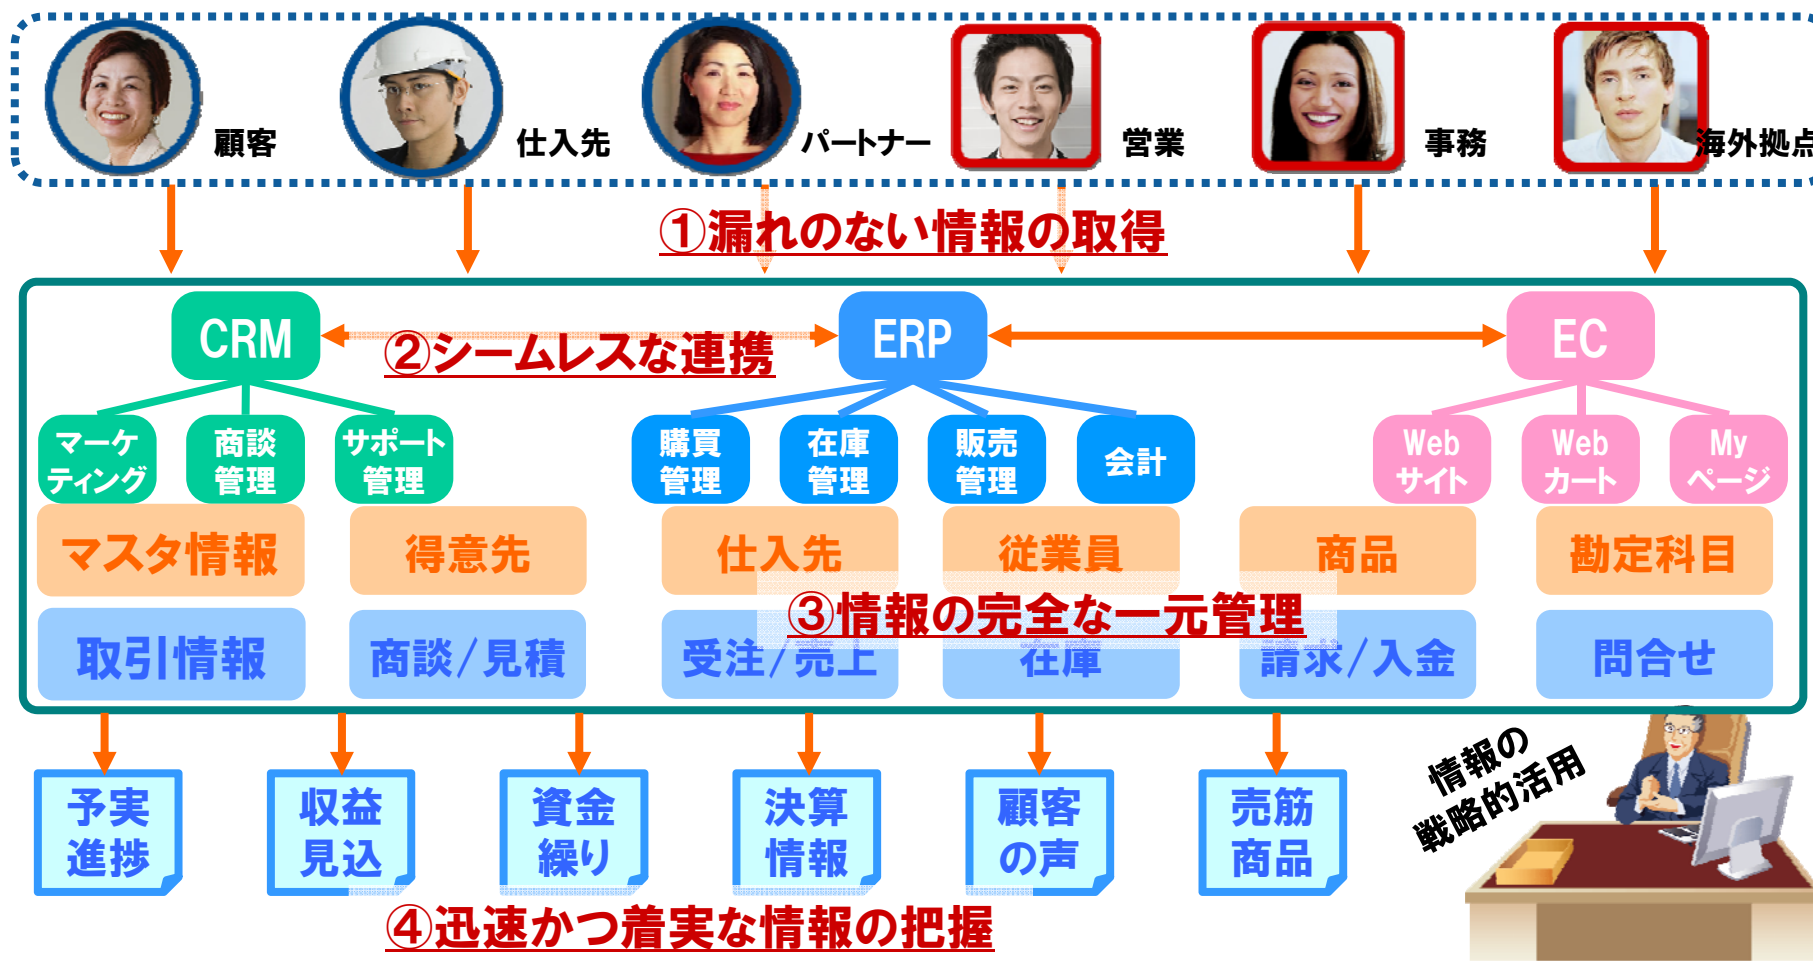 顧客
仕入先
パートナー
営業
事務
海外拠点
①漏れのない情報の取得
CRM
ERP
EC
②シームレスな連携
マーケ
ティング
商談
管理
サポート
管理
購買
管理
在庫
管理
販売
管理
会計
Web
サイト
Web
カート
My
ページ
マスタ情報
得意先
仕入先
従業員
商品
勘定科目
③情報の完全な一元管理
取引情報
商談/見積
受注/売上
在庫
請求/入金
問合せ
予実
進捗
収益
見込
資金
繰り
決算
情報
顧客
の声
売筋
商品
情報の
戦略的活用
④迅速かつ着実な情報の把握